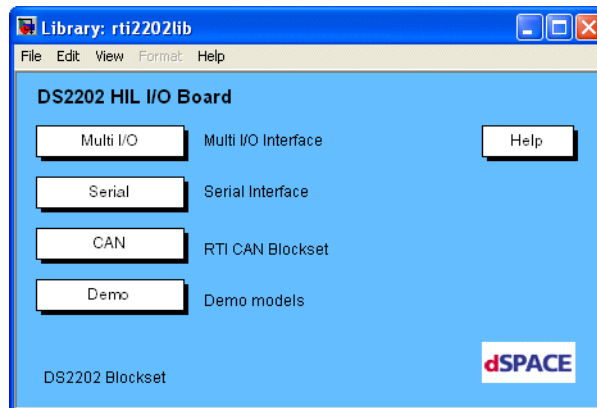 Library: rti2202lib
File Edit View Format Help
DS2202 HIL I/O Board
Multi I/O Multi I/O Interface Help
Serial Serial Interface
CAN RTI CAN Blockset
Demo Demo models
dSPACE
DS2202 Blockset